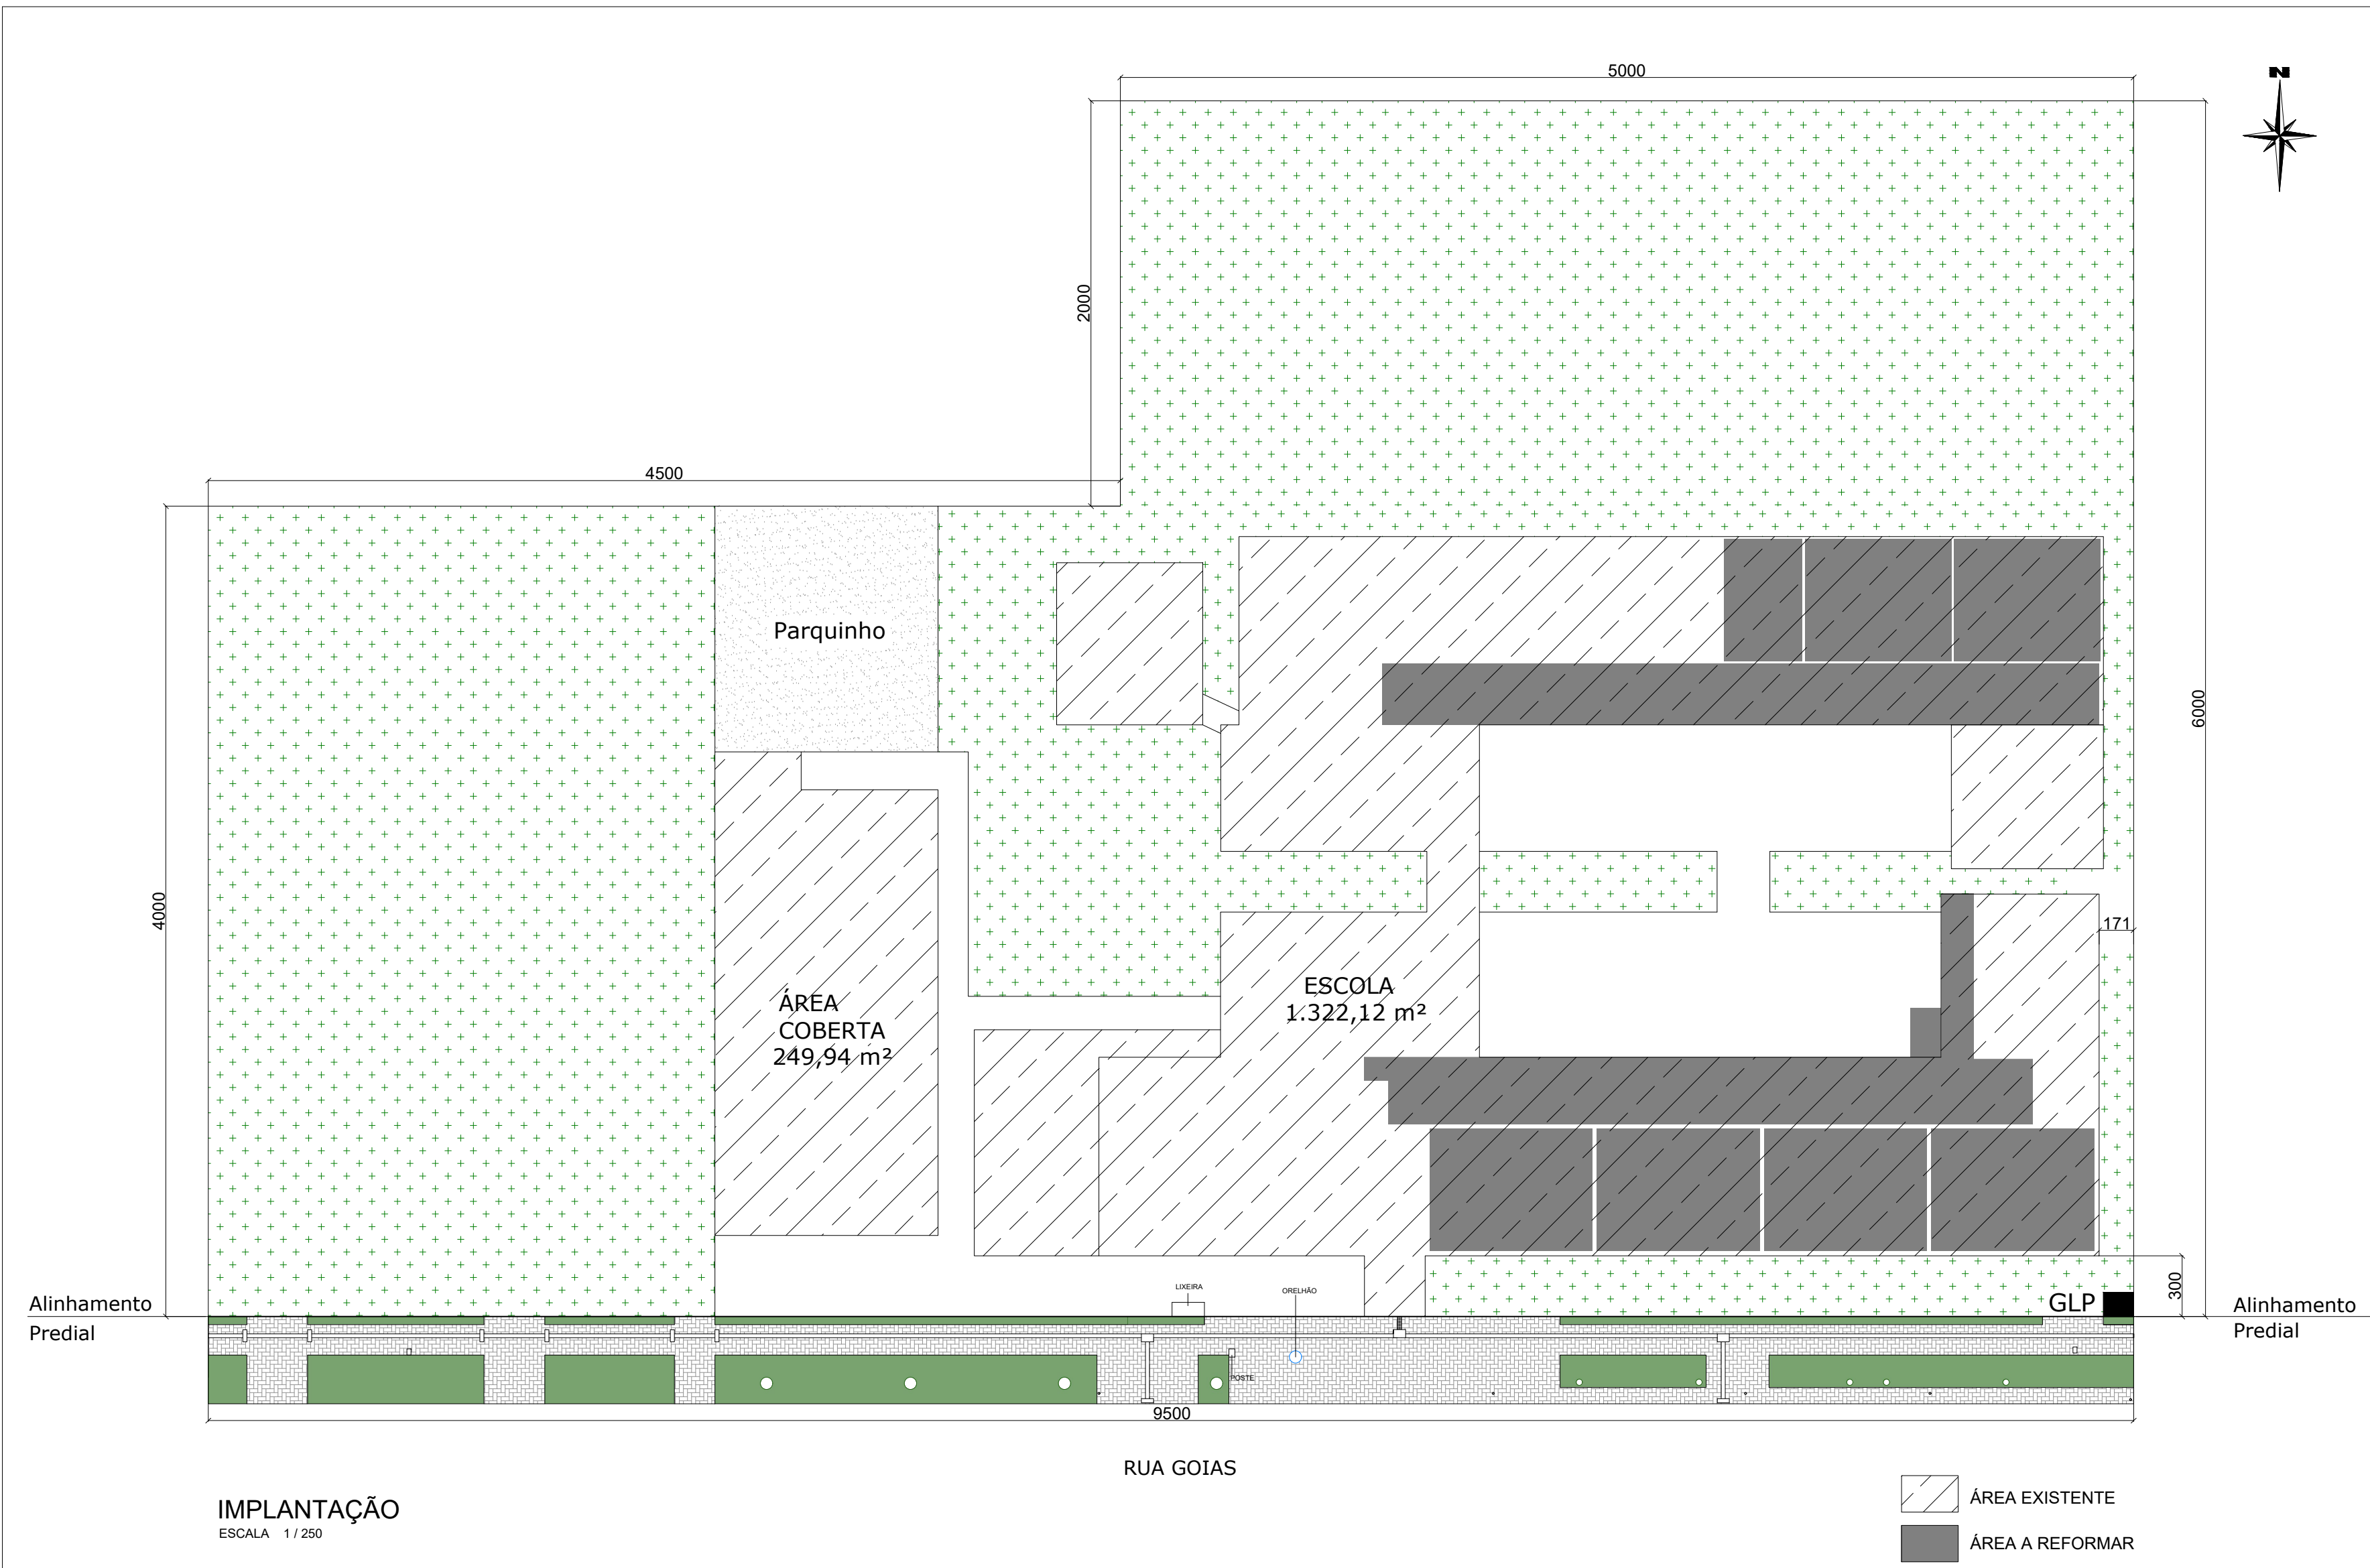 5000
N
2000
4500
Parquinho
6000
4000
171
ESCOLA
1.322,12 m²
ÁREA
COBERTA
249,94 m²
300
LIXEIRA
ORELHÃO
GLP
Alinhamento
Predial
Alinhamento
Predial
POSTE
9500
RUA GOIAS
IMPLANTAÇÃO
ESCALA 1 / 250
ÁREA EXISTENTE
ÁREA A REFORMAR